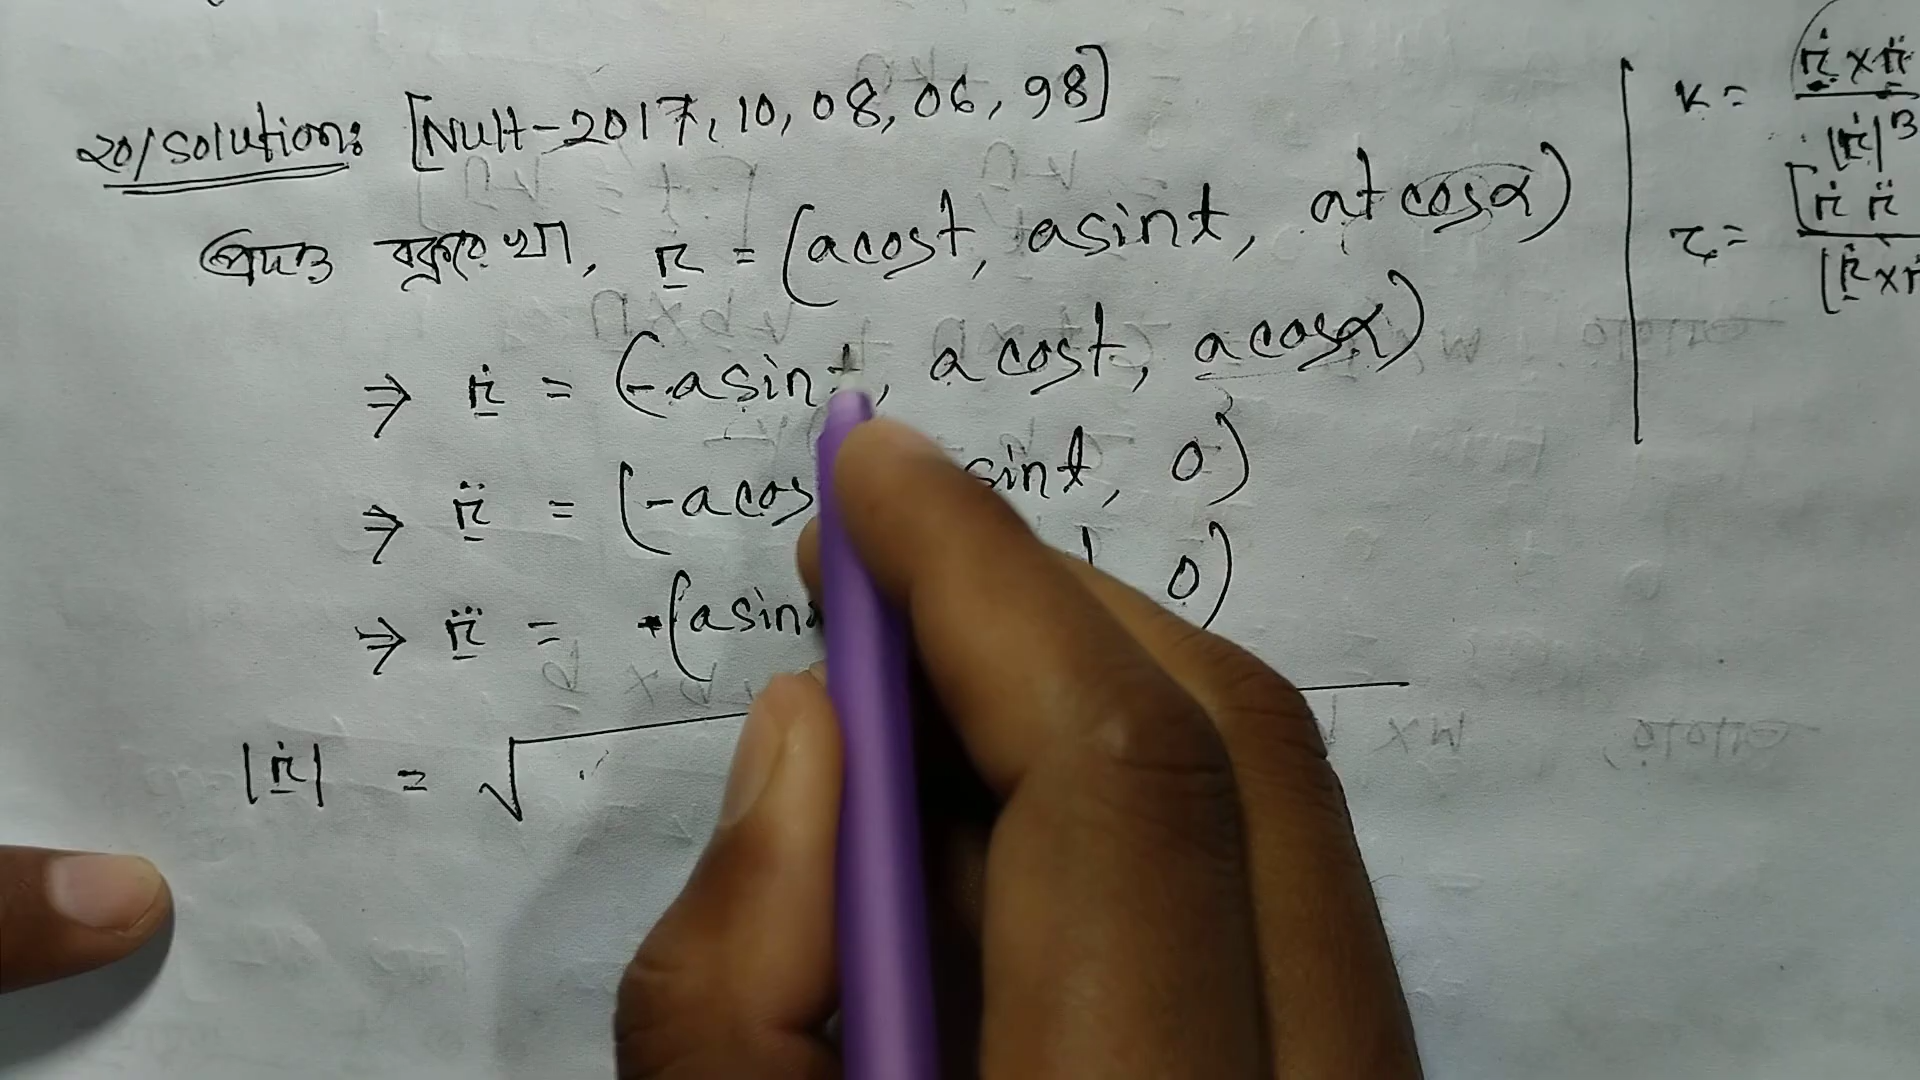 ২০/Solution: [NUH-2017, 10, 08, 06, 98]
প্রদত্ত বক্ররেখা, r = (acost, asint, at cosα)
⇒ ṙ = (-asint, acost, acosα)
⇒ r̈ = (-acos sint, 0)
⇒ r⃛ = (asin 0)
|ṙ| = √
κ = ṙ × r̈ / |ṙ|³
τ = [ṙ r̈ / [ṙ×